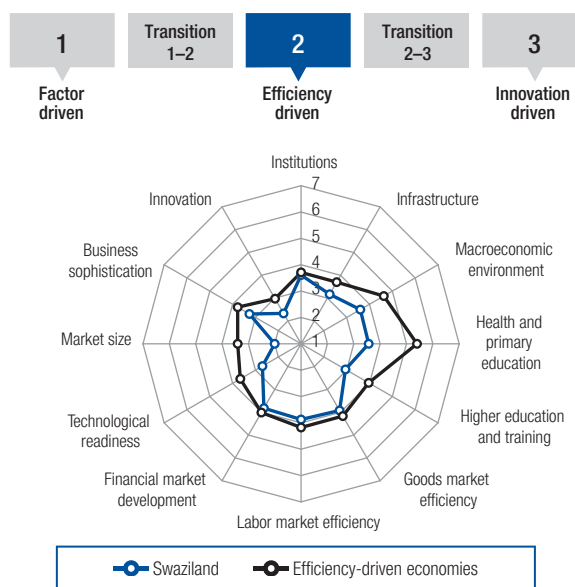 1
Transition
1–2
2
Transition
2–3
3
Factor
driven
Efficiency
driven
Innovation
driven
Institutions
7
Innovation
Infrastructure
6
5
Business
sophistication
Macroeconomic
environment
4
3
2
Market size
1
Health and
primary
education
Technological
readiness
Higher education
and training
Financial market
development
Goods market
efficiency
Labor market efficiency
Swaziland
Efficiency-driven economies